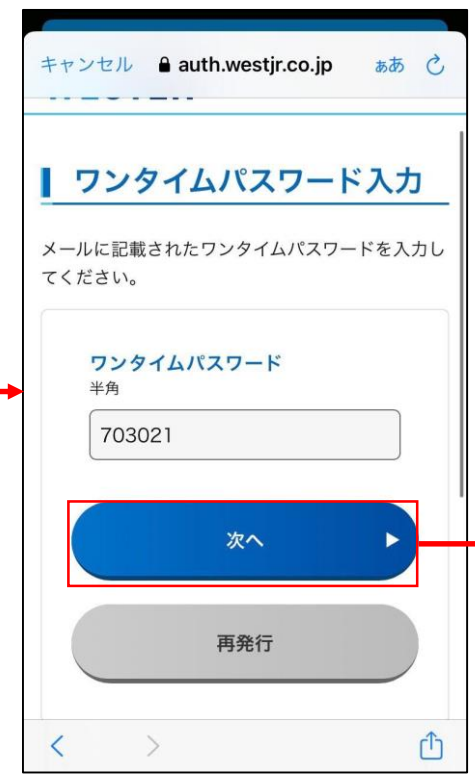 キャンセル auth.westjr.co.jp ぁあ
ワンタイムパスワード入力
メールに記載されたワンタイムパスワードを入力し
てください。
ワンタイムパスワード
半角
703021
次へ
再発行